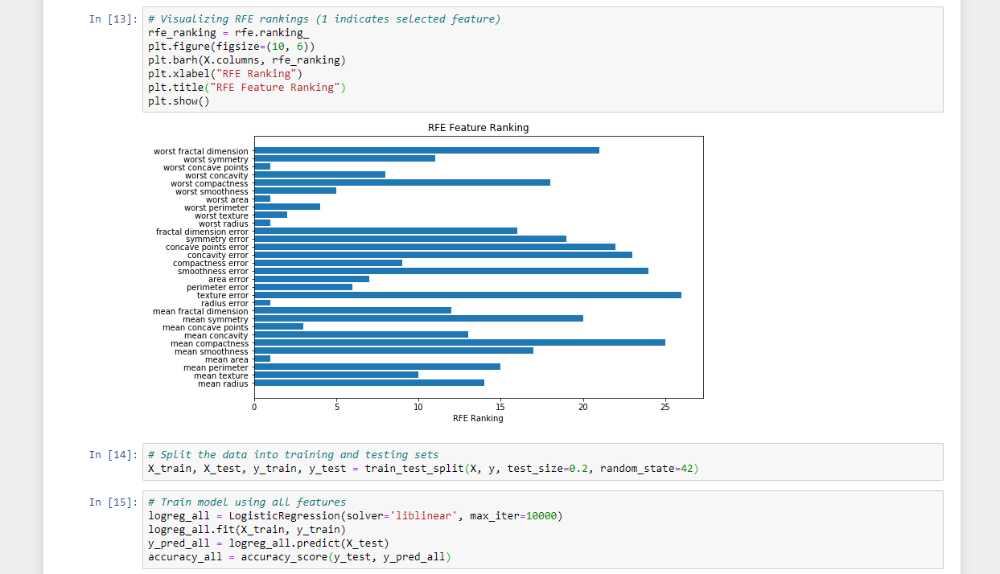 In [13]:
# Visualizing RFE rankings (1 indicates selected feature)
rfe_ranking = rfe.ranking_
plt.figure(figsize=(10, 6))
plt.barh(X.columns, rfe_ranking)
plt.xlabel("RFE Ranking")
plt.title("RFE Feature Ranking")
plt.show()
RFE Feature Ranking
worst fractal dimension
worst symmetry
worst concave points
worst concavity
worst compactness
worst smoothness
worst area
worst perimeter
worst texture
worst radius
fractal dimension error
symmetry error
concave points error
concavity error
compactness error
smoothness error
area error
perimeter error
texture error
radius error
mean fractal dimension
mean symmetry
mean concave points
mean concavity
mean compactness
mean smoothness
mean area
mean perimeter
mean texture
mean radius
0 5 10 15 20 25
RFE Ranking
In [14]:
# Split the data into training and testing sets
X_train, X_test, y_train, y_test = train_test_split(X, y, test_size=0.2, random_state=42)
In [15]:
# Train model using all features
logreg_all = LogisticRegression(solver='liblinear', max_iter=10000)
logreg_all.fit(X_train, y_train)
y_pred_all = logreg_all.predict(X_test)
accuracy_all = accuracy_score(y_test, y_pred_all)